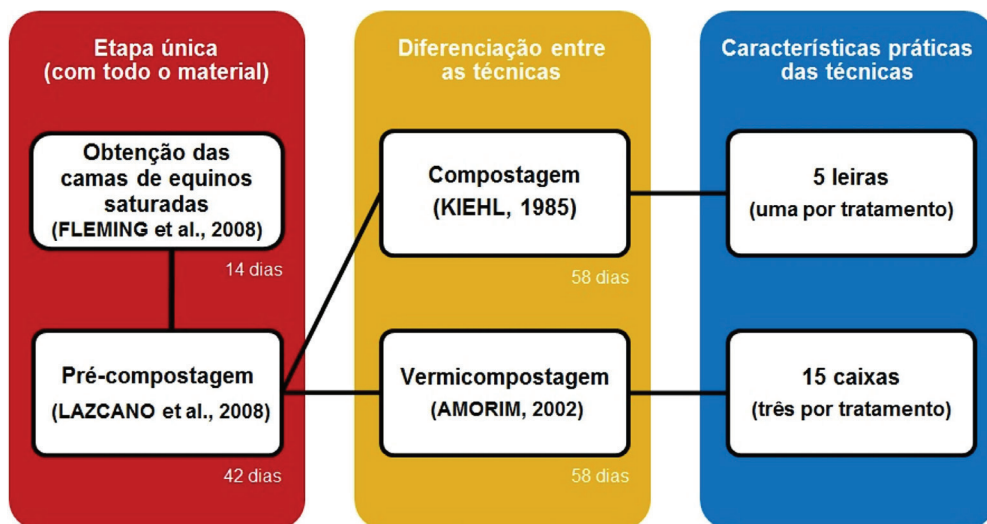 Etapa única
(com todo o material)
Obtenção das
camas de equinos
saturadas
(FLEMING et al., 2008)
14 dias
Pré-compostagem
(LAZCANO et al., 2008)
42 dias
Diferenciação entre
as técnicas
Compostagem
(KIEHL, 1985)
58 dias
Vermicompostagem
(AMORIM, 2002)
58 dias
Características práticas
das técnicas
5 leiras
(uma por tratamento)
15 caixas
(três por tratamento)